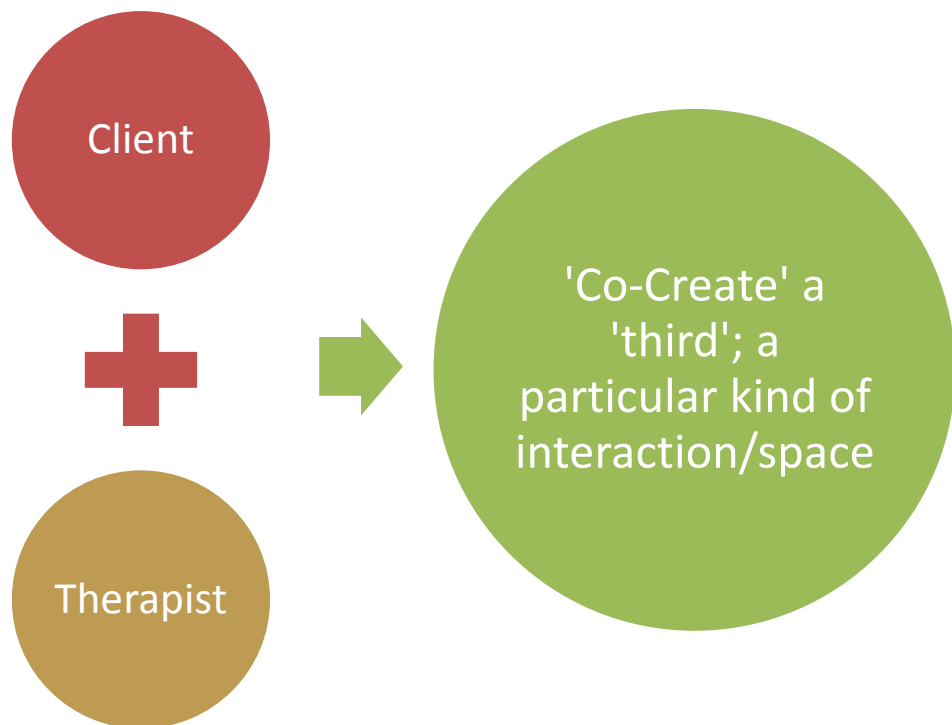 Client
Therapist
'Co-Create' a
'third'; a
particular kind of
interaction/space